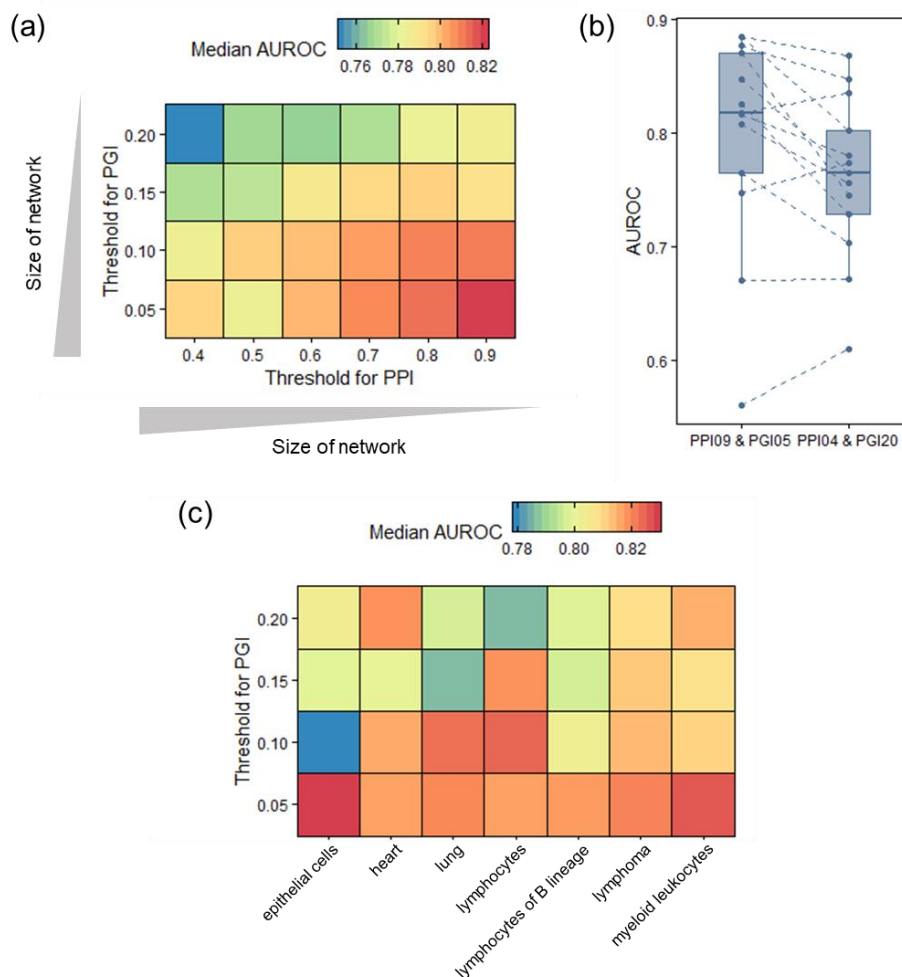 (a)
Median AUROC
0.76 0.78 0.80 0.82
Size of network
Threshold for PGI
0.20
0.15
0.10
0.05
0.4 0.5 0.6 0.7 0.8 0.9
Threshold for PPI
Size of network
(b)
AUROC
0.9
0.8
0.7
0.6
PPI09 & PGI05 PPI04 & PGI20
(c)
Median AUROC
0.78 0.80 0.82
Threshold for PGI
0.20
0.15
0.10
0.05
epithelial cells
heart
lung
lymphocytes
lymphocytes of B lineage
lymphoma
myeloid leukocytes